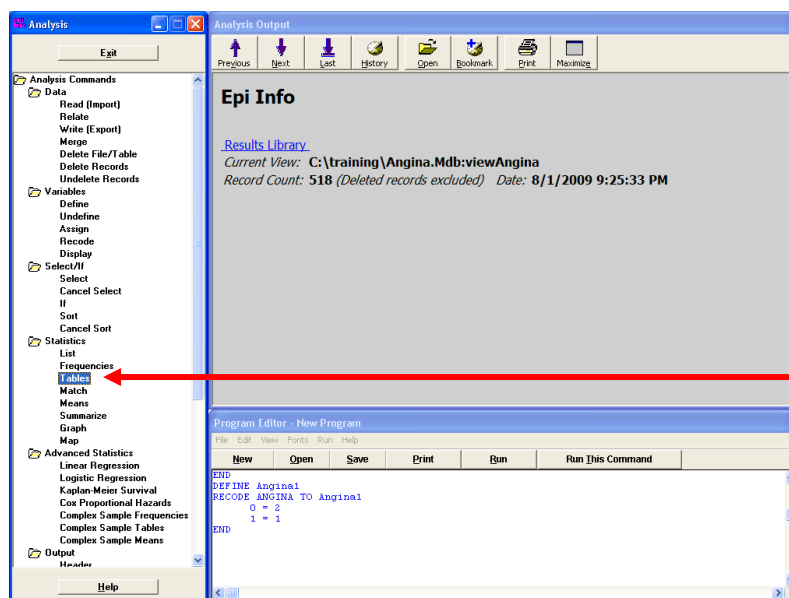 Analysis
Exit
Analysis Commands
Data
Read (Import)
Relate
Write (Export)
Merge
Delete File/Table
Delete Records
Undelete Records
Variables
Define
Undefine
Assign
Recode
Display
Select/If
Select
Cancel Select
If
Sort
Cancel Sort
Statistics
List
Frequencies
Tables
Match
Means
Summarize
Graph
Map
Advanced Statistics
Linear Regression
Logistic Regression
Kaplan-Meier Survival
Cox Proportional Hazards
Complex Sample Frequencies
Complex Sample Tables
Complex Sample Means
Output
Header
Help
Analysis Output
Previous Next Last History Open Bookmark Print Maximize
Epi Info
Results Library
Current View: C:\training\Angina.Mdb:viewAngina
Record Count: 518 (Deleted records excluded) Date: 8/1/2009 9:25:33 PM
Program Editor - New Program
File Edit View Fonts Run Help
New Open Save Print Run Run This Command
END
DEFINE Angina1
RECODE ANGINA TO Angina1
0 = 2
1 = 1
END